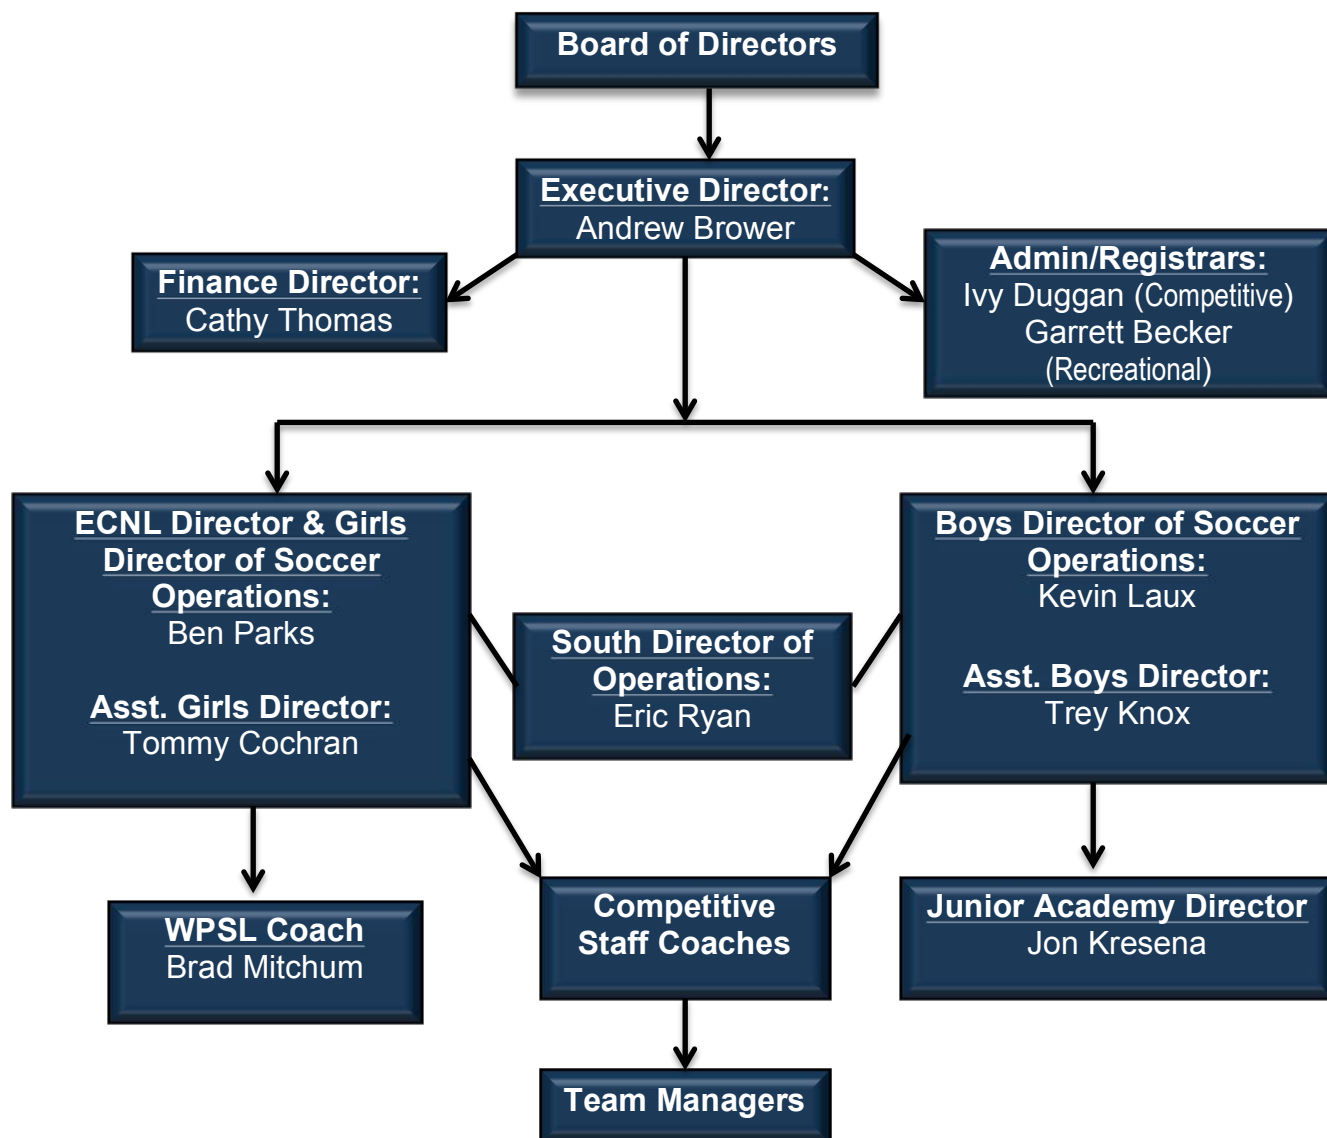 Board of Directors
Executive Director:
Andrew Brower
Finance Director:
Cathy Thomas
Admin/Registrars:
Ivy Duggan (Competitive)
Garrett Becker
(Recreational)
ECNL Director & Girls
Director of Soccer
Operations:
Ben Parks
Asst. Girls Director:
Tommy Cochran
South Director of
Operations:
Eric Ryan
Boys Director of Soccer
Operations:
Kevin Laux
Asst. Boys Director:
Trey Knox
WPSL Coach
Brad Mitchum
Competitive
Staff Coaches
Junior Academy Director
Jon Kresena
Team Managers